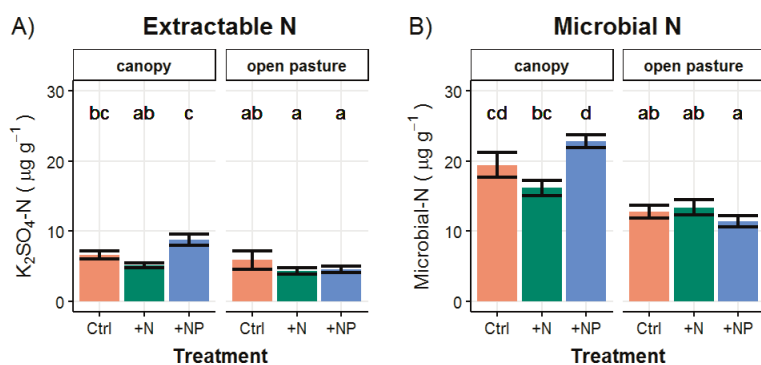 A) Extractable N
canopy open pasture
30
20
10
0
bc ab c ab a a
K₂SO₄-N ( μg g⁻¹ )
Ctrl +N +NP Ctrl +N +NP
Treatment
B) Microbial N
canopy open pasture
30
20
10
0
cd bc d ab ab a
Microbial-N ( μg g⁻¹ )
Ctrl +N +NP Ctrl +N +NP
Treatment